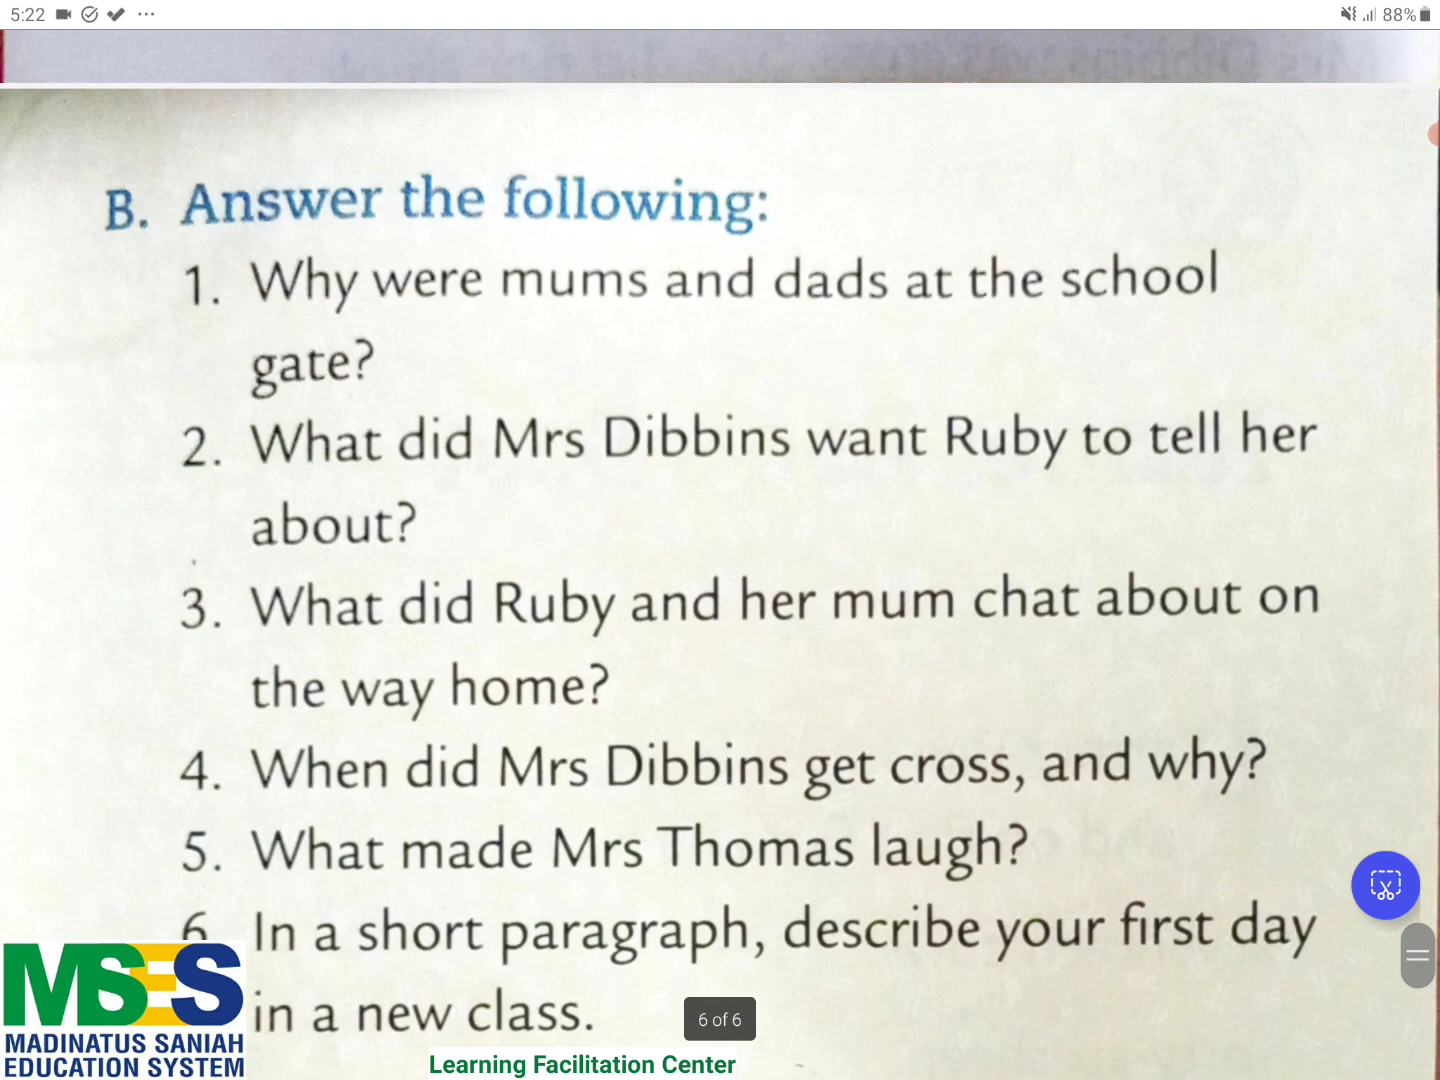 5:22
88%
B. Answer the following:
1. Why were mums and dads at the school
gate?
2. What did Mrs Dibbins want Ruby to tell her
about?
3. What did Ruby and her mum chat about on
the way home?
4. When did Mrs Dibbins get cross, and why?
5. What made Mrs Thomas laugh?
6 In a short paragraph, describe your first day
in a new class.
6 of 6
MSES
MADINATUS SANIAH
EDUCATION SYSTEM
Learning Facilitation Center